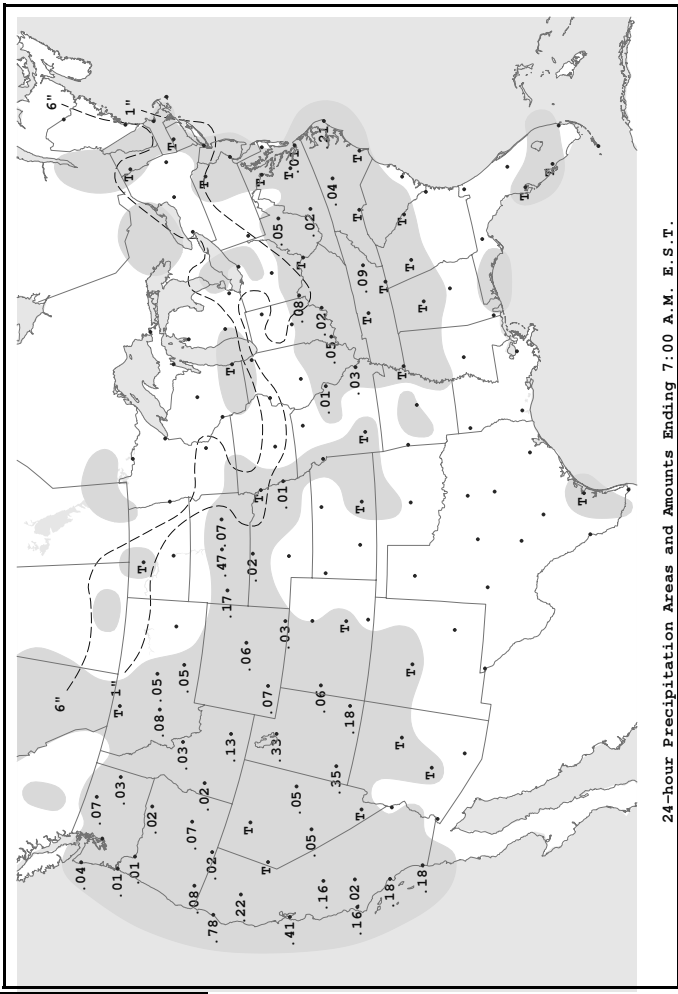 6"
6"
.04
.07
1"
T
.01
.03
T
1"
.01
T
.02
.08
.05
T
.03
.05
.07
.08
.02
T
.02
.78
.47
.07
.17
.13
T
.22
.06
T
.02
T
T
T
.07
.33
.05
.01
.03
T
.41
.01
.05
.08
T
.02
.05
.06
.02
.21
.16
.01
.05
.04
.35
T
.18
.02
.03
.16
T
T
T
T
.09
T
T
T
.18
T
T
T
T
T
.18
T
T
T
T
T
24-hour Precipitation Areas and Amounts Ending 7:00 A.M. E.S.T.